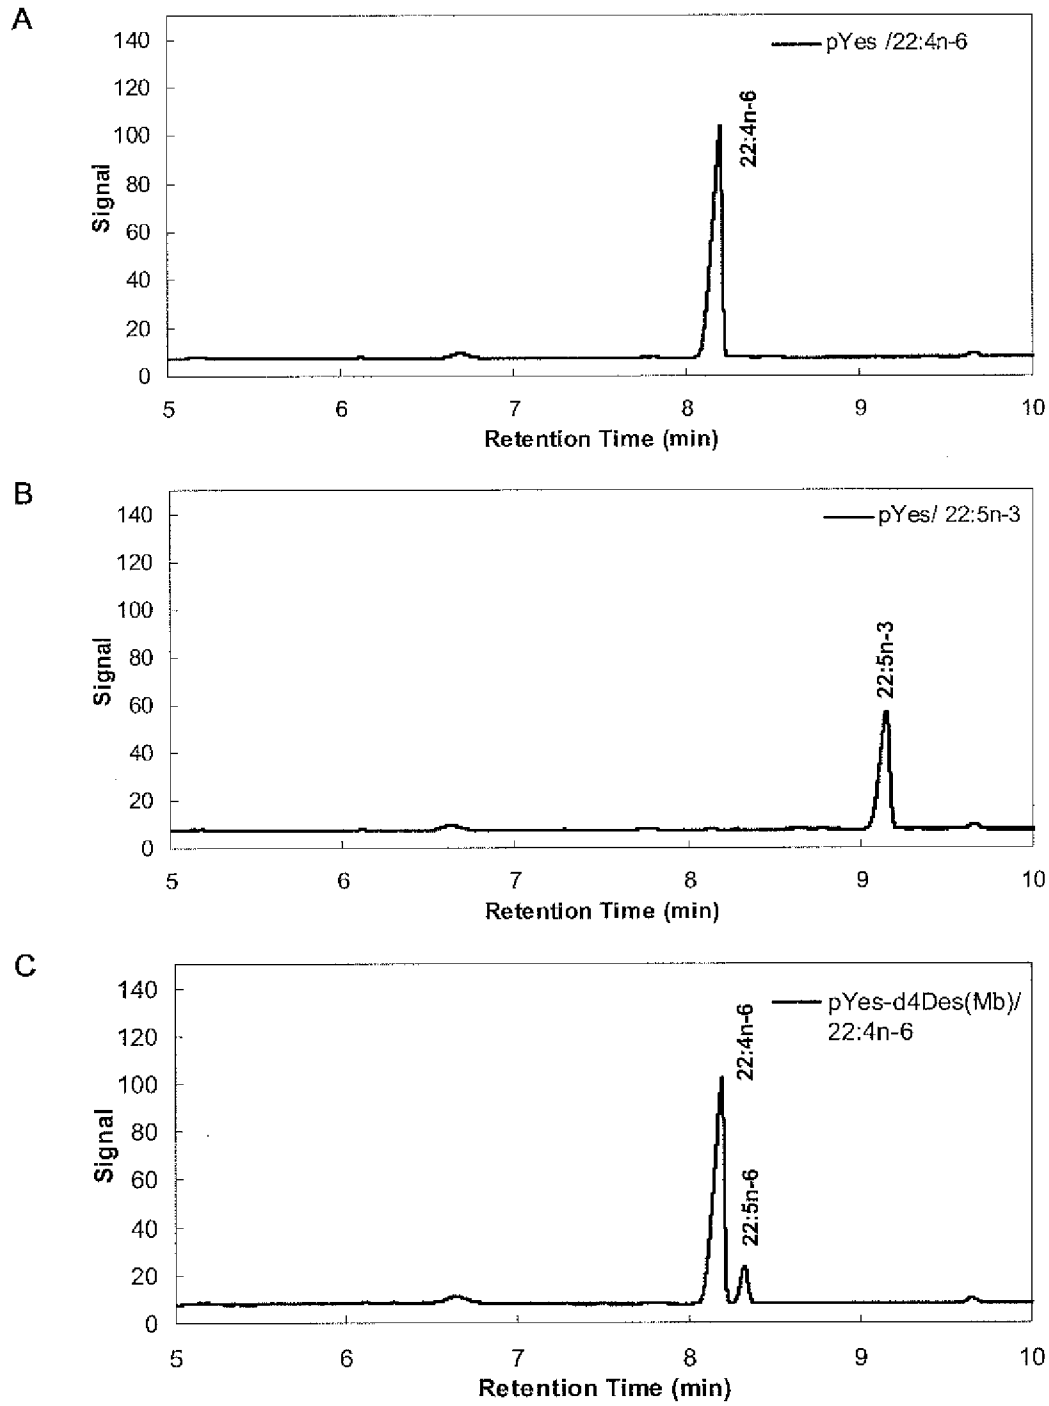 A
pYes /22:4n-6
140
120
100
80
60
40
20
0
Signal
22:4n-6
5 6 7 8 9 10
Retention Time (min)
B
pYes/ 22:5n-3
140
120
100
80
60
40
20
0
Signal
22:5n-3
5 6 7 8 9 10
Retention Time (min)
C
pYes-d4Des(Mb)/
22:4n-6
140
120
100
80
60
40
20
0
Signal
22:4n-6
22:5n-6
5 6 7 8 9 10
Retention Time (min)